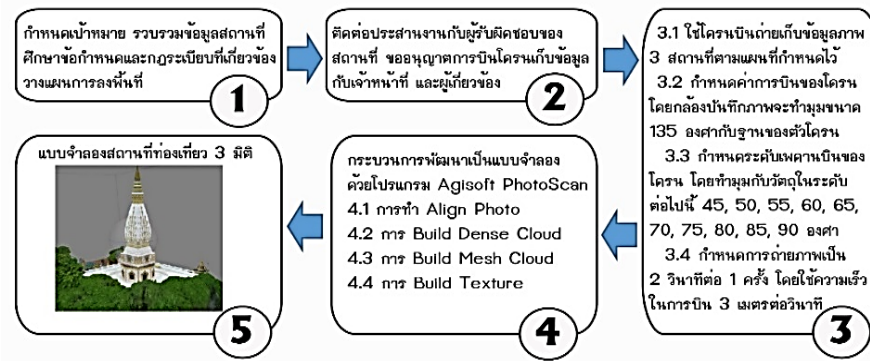 กำหนดเป้าหมาย รวบรวมข้อมูลสถานที่
ศึกษาข้อกำหนดและกฎระเบียบที่เกี่ยวข้อง
วางแผนการลงพื้นที่
1
ติดต่อประสานงานกับผู้รับผิดชอบของ
สถานที่ ขออนุญาตการบินโดรนเก็บข้อมูล
กับเจ้าหน้าที่ และผู้เกี่ยวข้อง
2
3.1 ใช้โดรนบินถ่ายเก็บข้อมูลภาพ
3 สถานที่ตามแผนที่กำหนดไว้
3.2 กำหนดค่าการบินของโดรน
โดยกล้องบันทึกภาพจะทำมุมขนาด
135 องศากับฐานของตัวโดรน
3.3 กำหนดระดับเพดานบินของ
โดรน โดยทำมุมกับวัตถุในระดับ
ต่อไปนี้ 45, 50, 55, 60, 65,
70, 75, 80, 85, 90 องศา
3.4 กำหนดการถ่ายภาพเป็น
2 วินาทีต่อ 1 ครั้ง โดยใช้ความเร็ว
ในการบิน 3 เมตรต่อวินาที
3
กระบวนการพัฒนาเป็นแบบจำลอง
ด้วยโปรแกรม Agisoft PhotoScan
4.1 การทำ Align Photo
4.2 การ Build Dense Cloud
4.3 การ Build Mesh Cloud
4.4 การ Build Texture
4
แบบจำลองสถานที่ท่องเที่ยว 3 มิติ
5